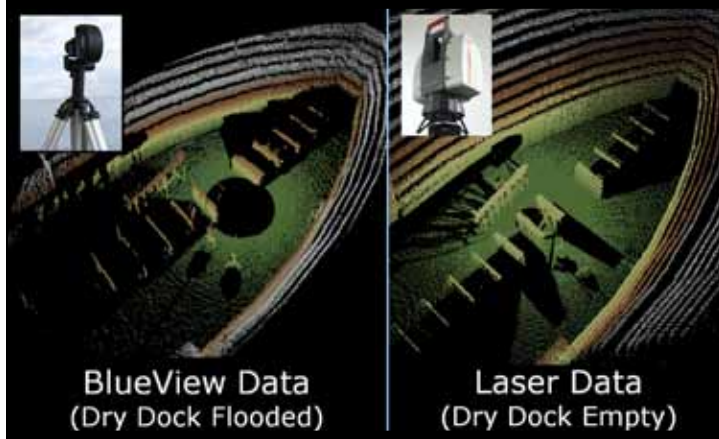 BlueView Data
(Dry Dock Flooded)
Laser Data
(Dry Dock Empty)